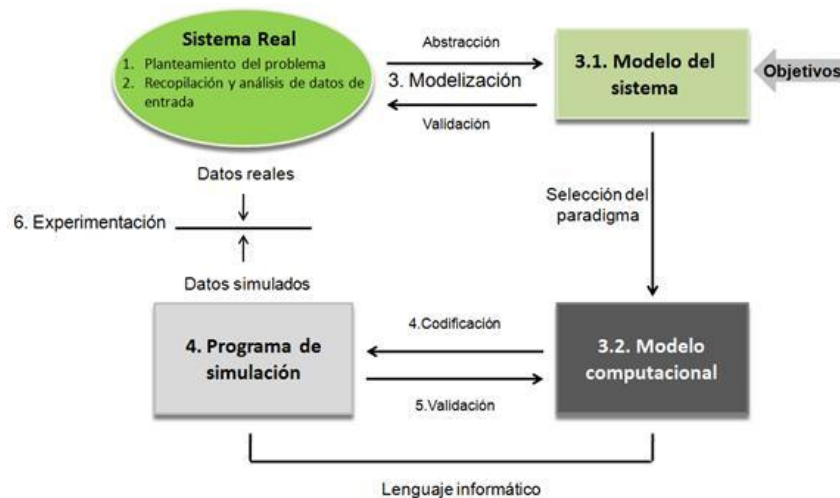 Sistema Real
1. Planteamiento del problema
2. Recopilación y análisis de datos de
entrada
Abstracción
3. Modelización
Validación
3.1. Modelo del
sistema
Objetivos
Datos reales
6. Experimentación
Datos simulados
Selección del
paradigma
4. Programa de
simulación
4.Codificación
5.Validación
3.2. Modelo
computacional
Lenguaje informático